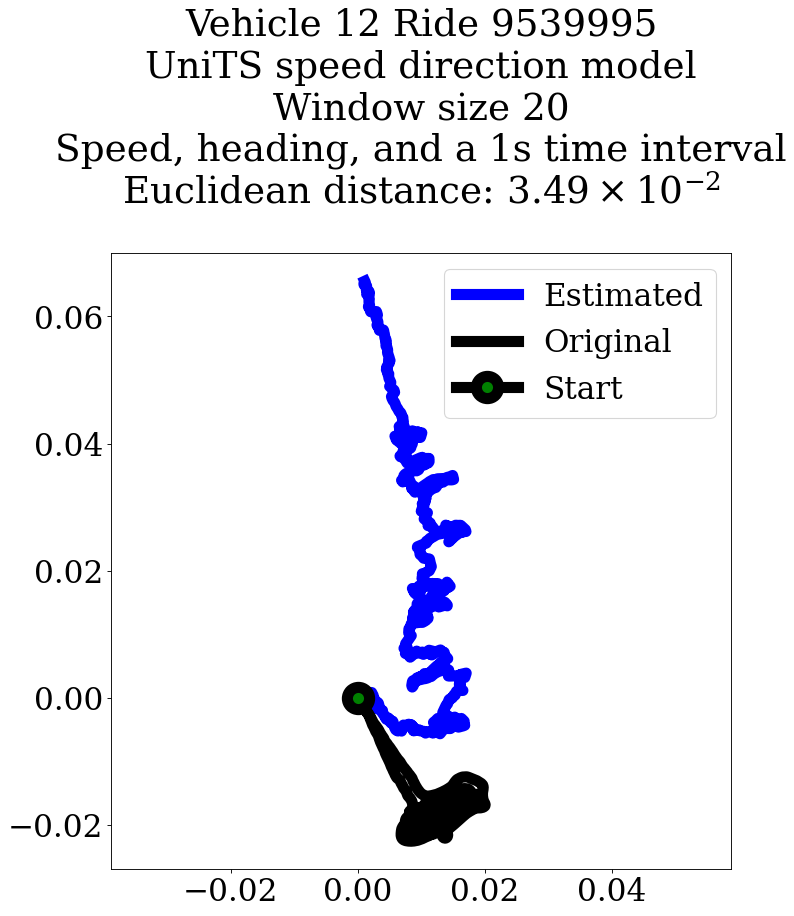 Vehicle 12 Ride 9539995
UniTS speed direction model
Window size 20
Speed, heading, and a 1s time interval
Euclidean distance: 3.49 × 10⁻²
Estimated
Original
Start
0.06
0.04
0.02
0.00
−0.02
−0.02
0.00
0.02
0.04